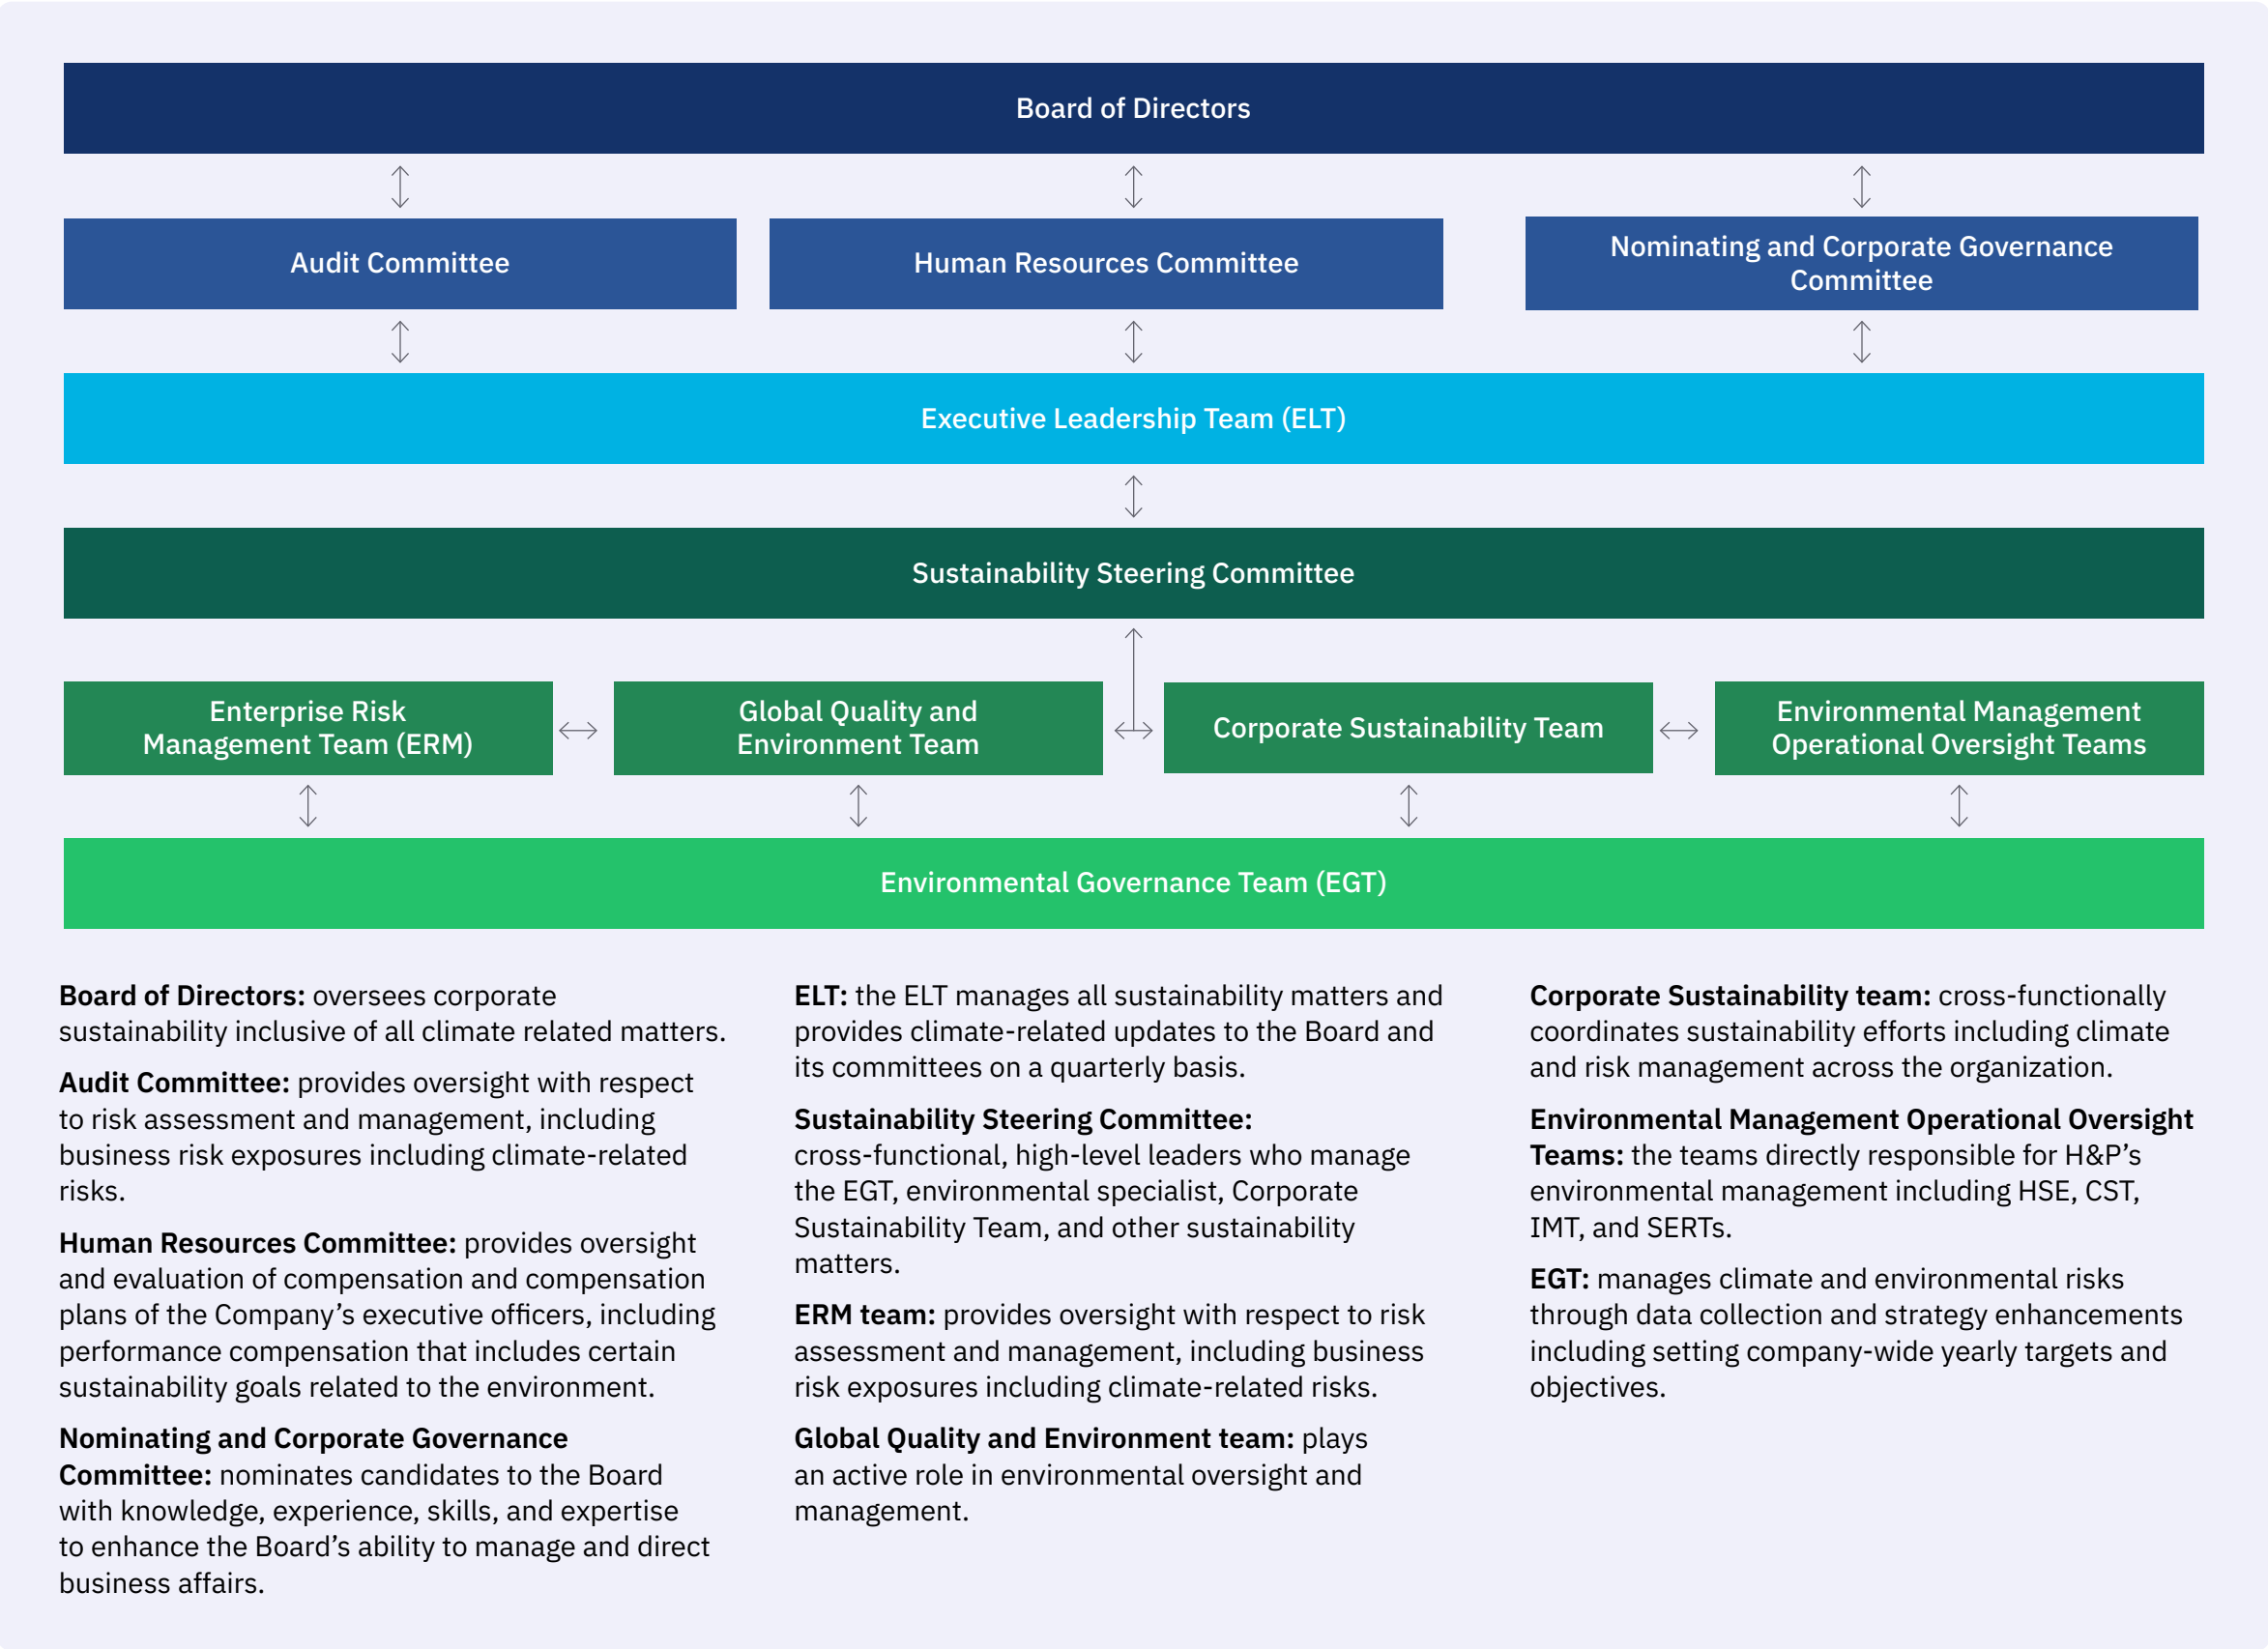 Board of Directors
Audit Committee
Human Resources Committee
Nominating and Corporate Governance
Committee
Executive Leadership Team (ELT)
Sustainability Steering Committee
Enterprise Risk
Management Team (ERM)
Global Quality and
Environment Team
Corporate Sustainability Team
Environmental Management
Operational Oversight Teams
Environmental Governance Team (EGT)
Board of Directors: oversees corporate
sustainability inclusive of all climate related matters.
Audit Committee: provides oversight with respect
to risk assessment and management, including
business risk exposures including climate-related
risks.
Human Resources Committee: provides oversight
and evaluation of compensation and compensation
plans of the Company’s executive officers, including
performance compensation that includes certain
sustainability goals related to the environment.
Nominating and Corporate Governance
Committee: nominates candidates to the Board
with knowledge, experience, skills, and expertise
to enhance the Board’s ability to manage and direct
business affairs.
ELT: the ELT manages all sustainability matters and
provides climate-related updates to the Board and
its committees on a quarterly basis.
Sustainability Steering Committee:
cross-functional, high-level leaders who manage
the EGT, environmental specialist, Corporate
Sustainability Team, and other sustainability
matters.
ERM team: provides oversight with respect to risk
assessment and management, including business
risk exposures including climate-related risks.
Global Quality and Environment team: plays
an active role in environmental oversight and
management.
Corporate Sustainability team: cross-functionally
coordinates sustainability efforts including climate
and risk management across the organization.
Environmental Management Operational Oversight
Teams: the teams directly responsible for H&P’s
environmental management including HSE, CST,
IMT, and SERTs.
EGT: manages climate and environmental risks
through data collection and strategy enhancements
including setting company-wide yearly targets and
objectives.